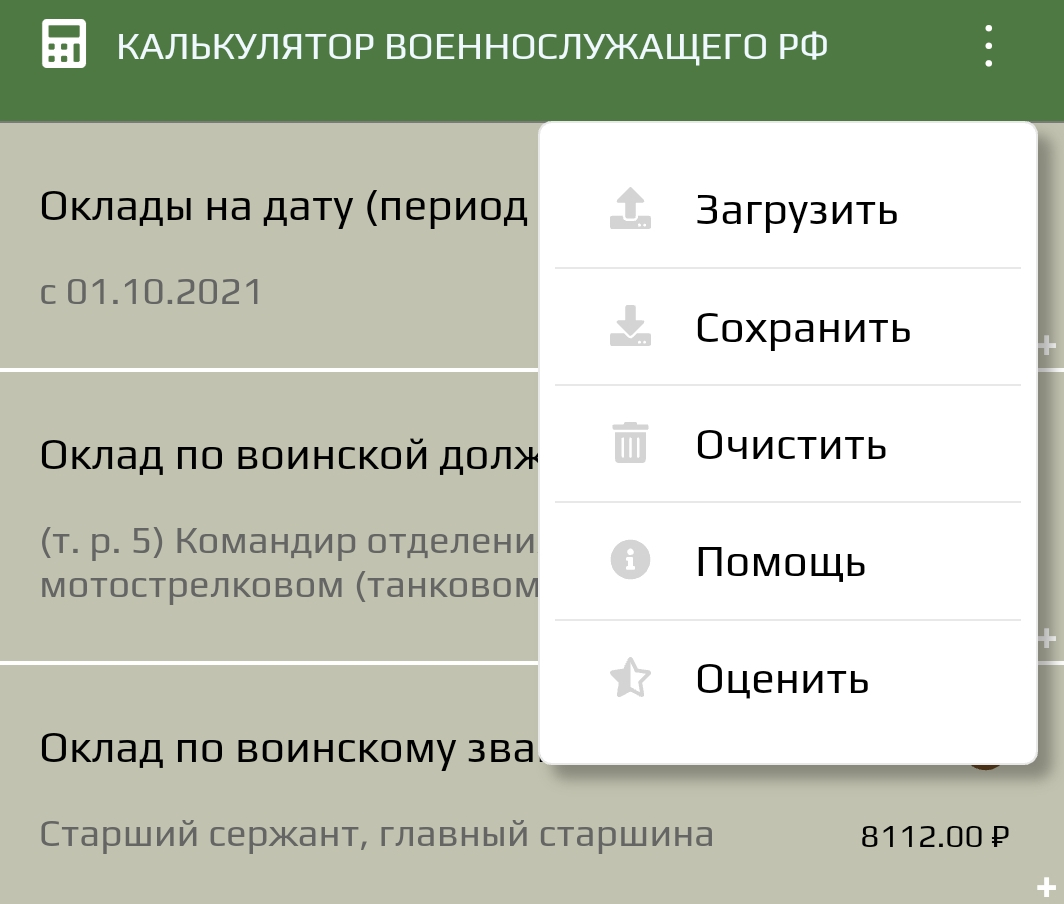 КАЛЬКУЛЯТОР ВОЕННОСЛУЖАЩЕГО РФ
Оклады на дату (период
с 01.10.2021
Оклад по воинской долж
(т. р. 5) Командир отделени
мотострелковом (танковом
Оклад по воинскому зва
Старший сержант, главный старшина
8112.00 ₽
Загрузить
Сохранить
Очистить
Помощь
Оценить